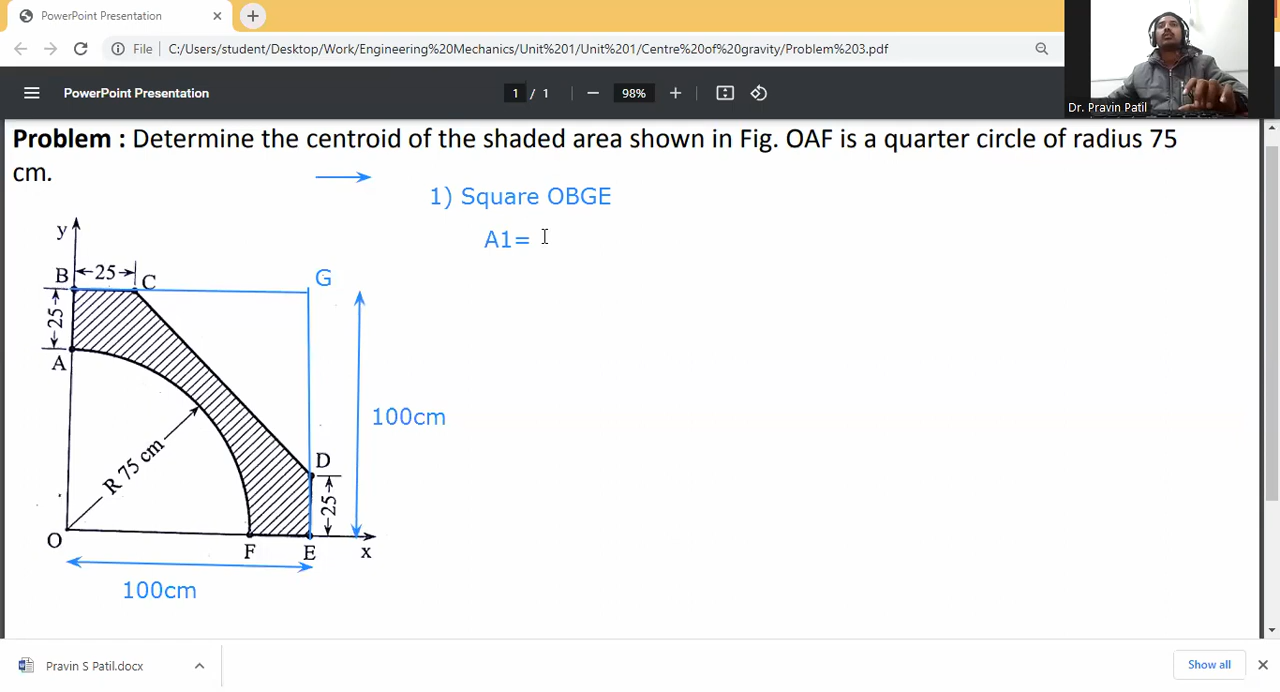 PowerPoint Presentation
File
C:/Users/student/Desktop/Work/Engineering%20Mechanics/Unit%201/Unit%201/Centre%20of%20gravity/Problem%203.pdf
Dr. Pravin Patil
PowerPoint Presentation
1 / 1
98%
Problem : Determine the centroid of the shaded area shown in Fig. OAF is a quarter circle of radius 75
cm.
1) Square OBGE
A1=
y
B
25
C
G
25
A
100cm
R 75 cm
D
25
O
F
E
x
100cm
Pravin S Patil.docx
Show all